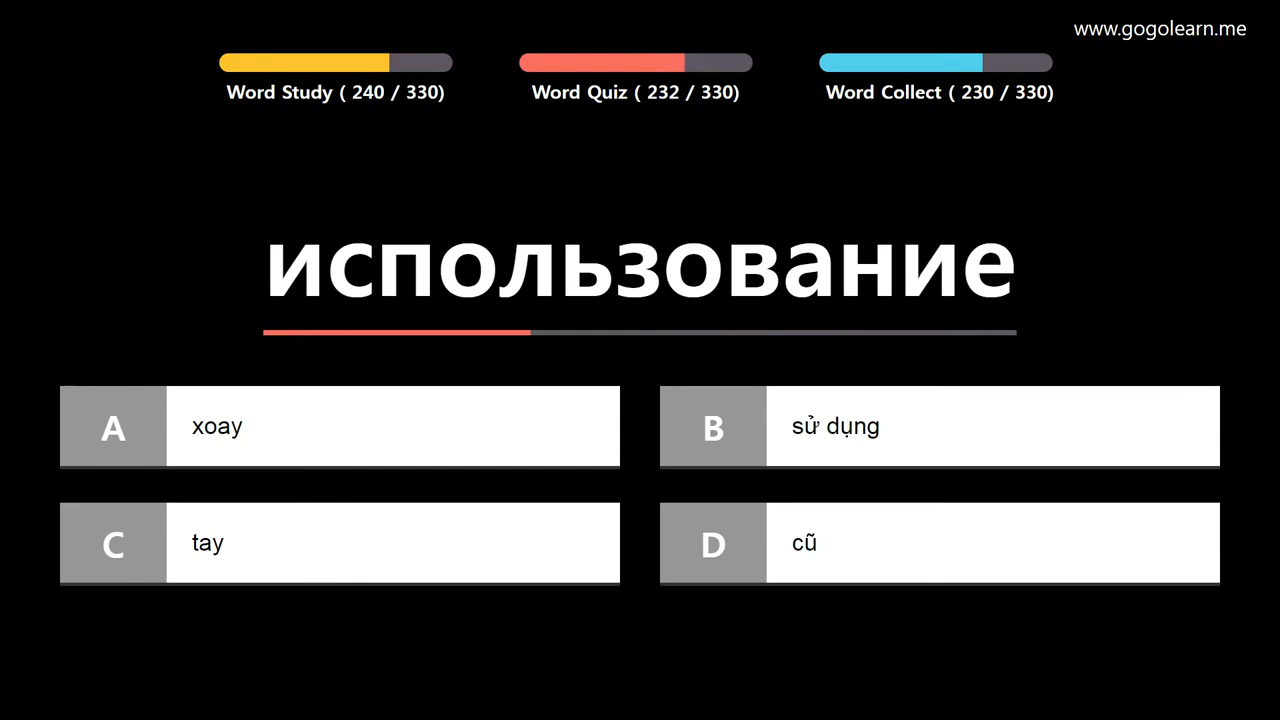 www.gogolearn.me
Word Study ( 240 / 330)
Word Quiz ( 232 / 330)
Word Collect ( 230 / 330)
использование
A xoay
B sử dụng
C tay
D cũ